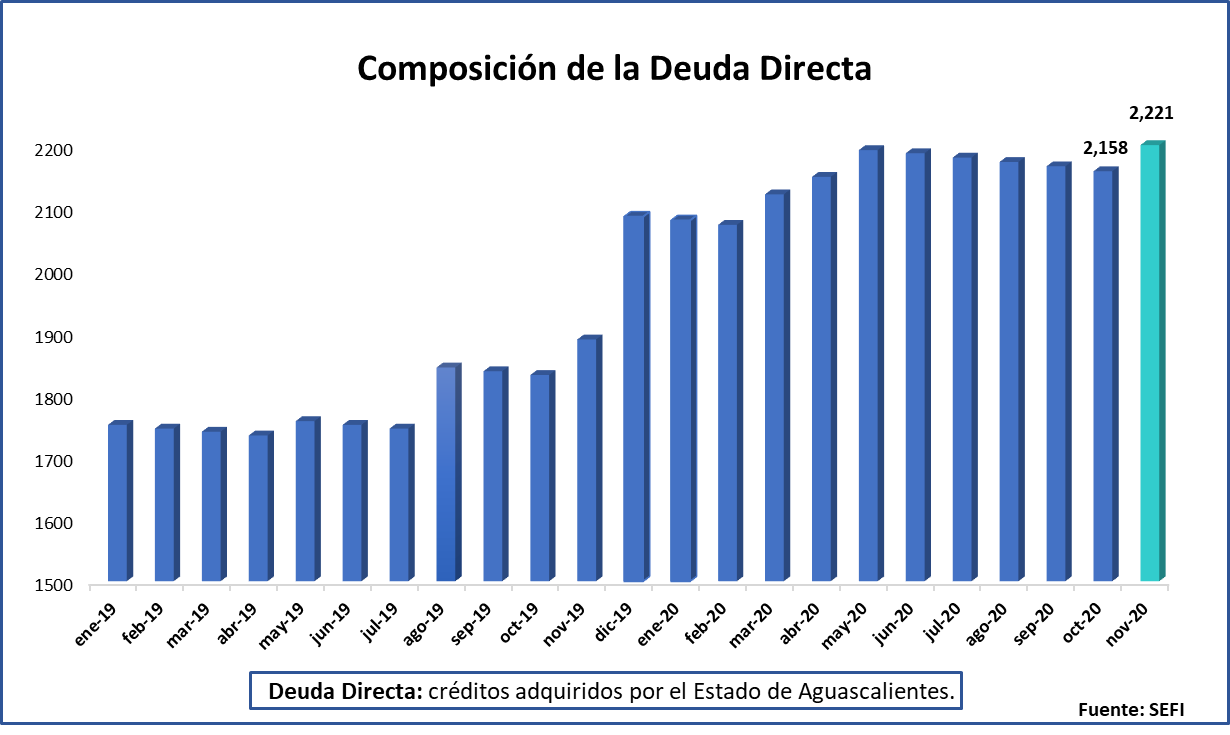 Composición de la Deuda Directa
2,221
2,158
2200
2100
2000
1900
1800
1700
1600
1500
ene-19
feb-19
mar-19
abr-19
may-19
jun-19
jul-19
ago-19
sep-19
oct-19
nov-19
dic-19
ene-20
feb-20
mar-20
abr-20
may-20
jun-20
jul-20
ago-20
sep-20
oct-20
nov-20
Deuda Directa: créditos adquiridos por el Estado de Aguascalientes.
Fuente: SEFI